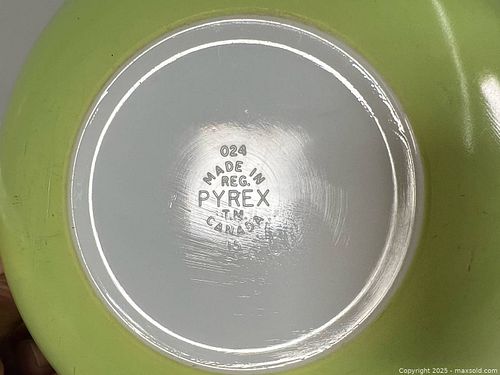 024
MADE IN
REG.
PYREX
T.M.
CANADA
Copyright © 2025 - maxsold.com